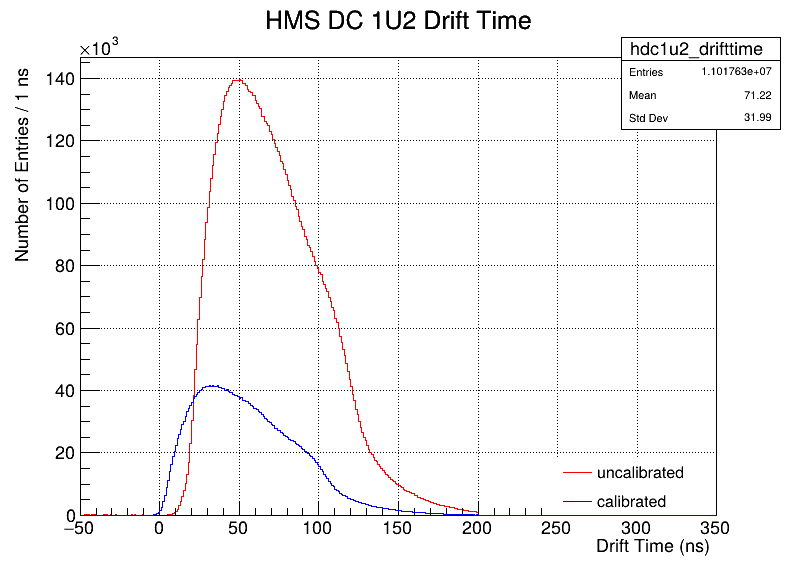 HMS DC 1U2 Drift Time
×10³
hdc1u2_drifttime
Entries 1.101763e+07
Mean 71.22
Std Dev 31.99
Number of Entries / 1 ns
140
120
100
80
60
40
20
0
uncalibrated
calibrated
−50 0 50 100 150 200 250 300 350
Drift Time (ns)